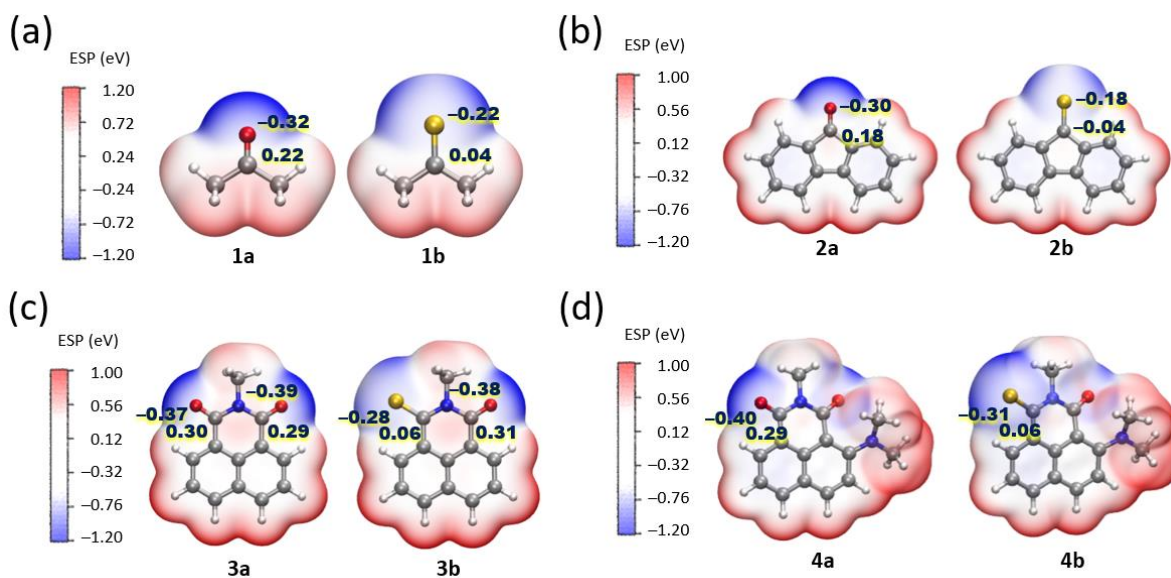 (a)
ESP (eV)
1.20
0.72
0.24
−0.24
−0.72
−1.20
−0.32
0.22
1a
−0.22
0.04
1b
(b)
ESP (eV)
1.00
0.56
0.12
−0.32
−0.76
−1.20
−0.30
0.18
2a
−0.18
−0.04
2b
(c)
ESP (eV)
1.00
0.56
0.12
−0.32
−0.76
−1.20
−0.39
−0.37
0.30
0.29
3a
−0.38
−0.28
0.06
0.31
3b
(d)
ESP (eV)
1.00
0.56
0.12
−0.32
−0.76
−1.20
−0.40
0.29
4a
−0.31
0.06
4b